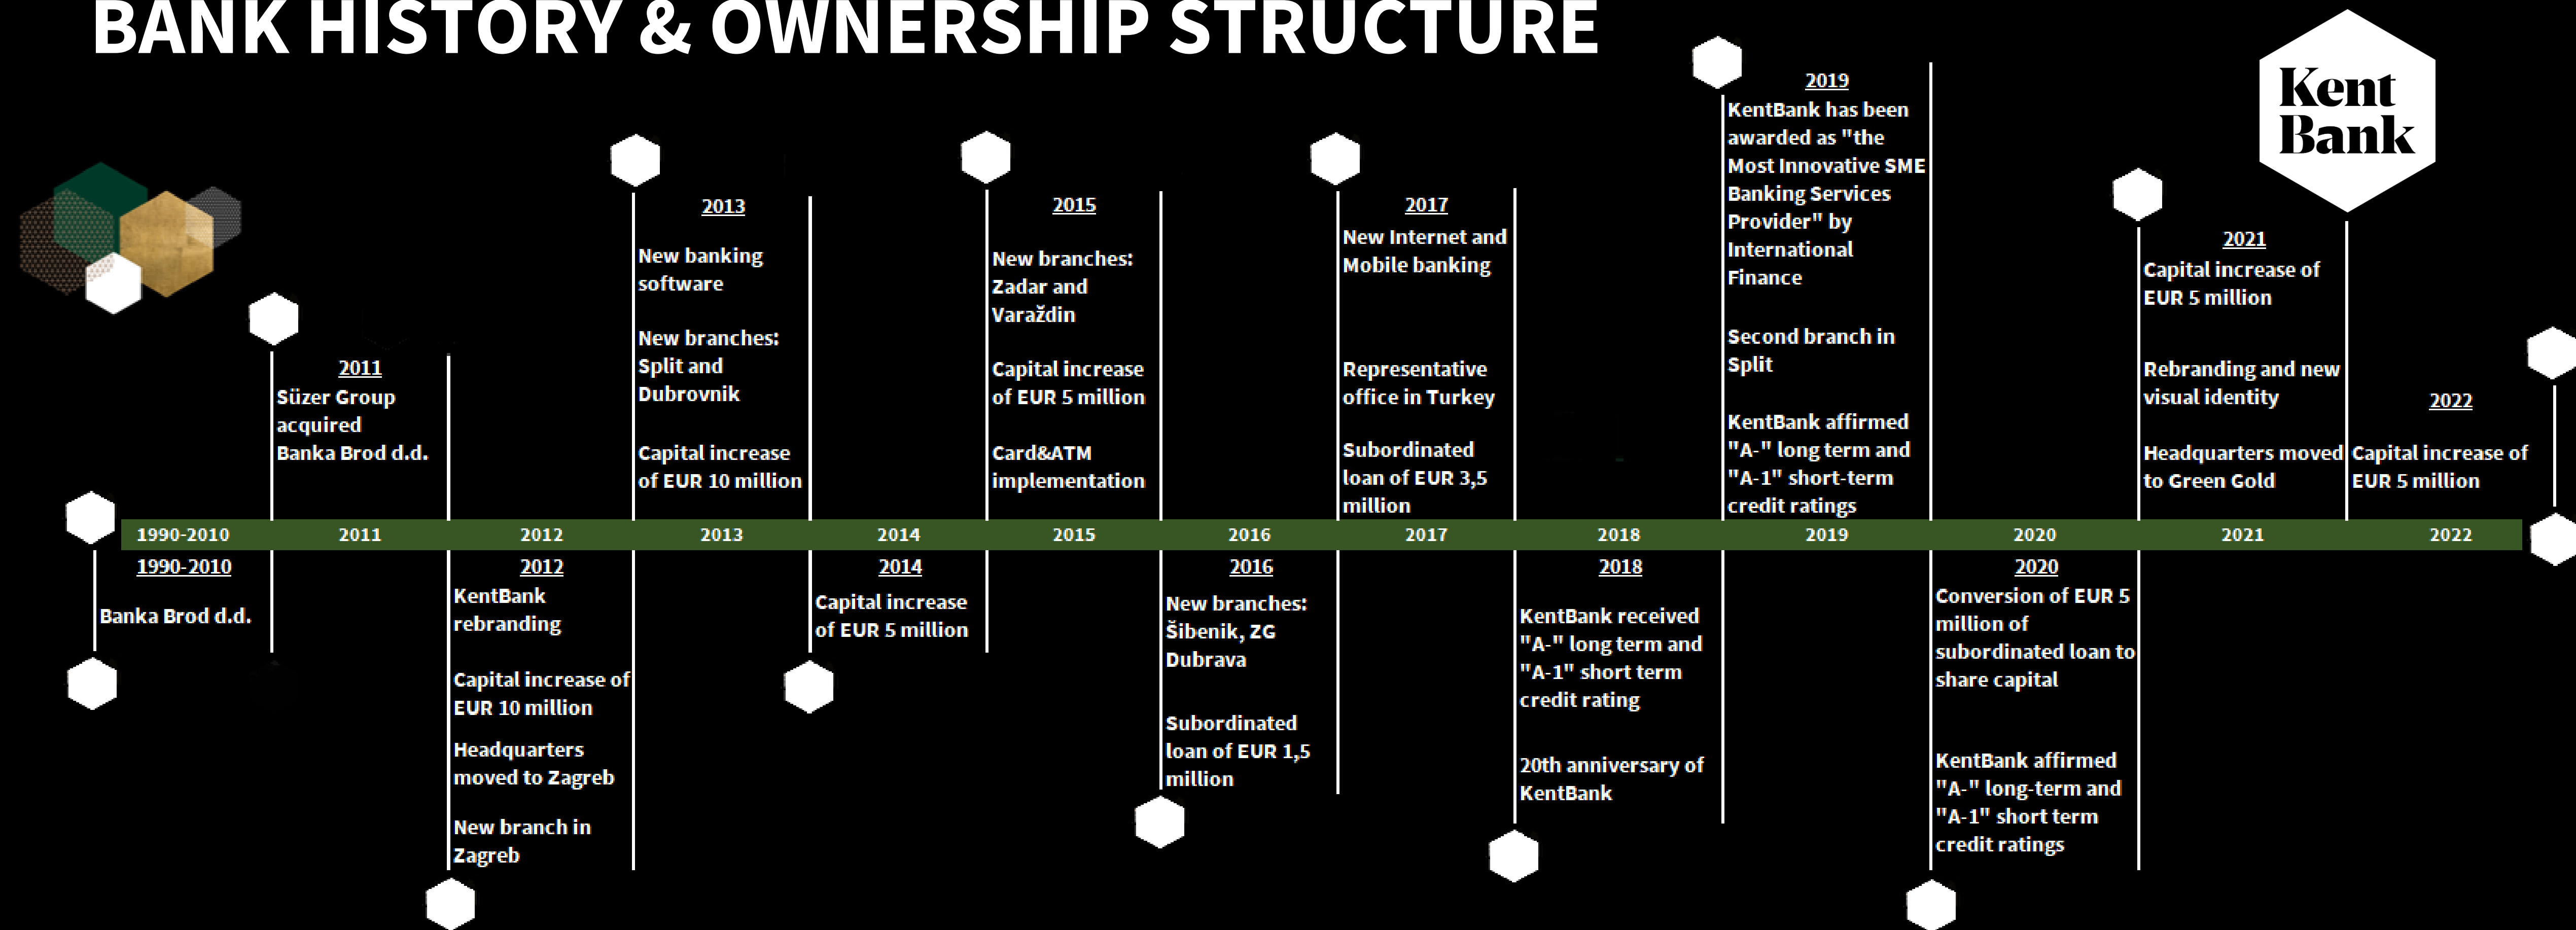 BANK HISTORY & OWNERSHIP STRUCTURE
Kent
Bank
2011
Süzer Group
acquired
Banka Brod d.d.
2013
New banking
software
New branches:
Split and
Dubrovnik
Capital increase
of EUR 10 million
2015
New branches:
Zadar and
Varaždin
Capital increase
of EUR 5 million
Card&ATM
implementation
2017
New Internet and
Mobile banking
Representative
office in Turkey
Subordinated
loan of EUR 3,5
million
2019
KentBank has been
awarded as "the
Most Innovative SME
Banking Services
Provider" by
International
Finance
Second branch in
Split
KentBank affirmed
"A-" long term and
"A-1" short-term
credit ratings
2021
Capital increase of
EUR 5 million
Rebranding and new
visual identity
Headquarters moved
to Green Gold
2022
Capital increase of
EUR 5 million
1990-2010 2011 2012 2013 2014 2015 2016 2017 2018 2019 2020 2021 2022
1990-2010
Banka Brod d.d.
2012
KentBank
rebranding
Capital increase of
EUR 10 million
Headquarters
moved to Zagreb
New branch in
Zagreb
2014
Capital increase
of EUR 5 million
2016
New branches:
Šibenik, ZG
Dubrava
Subordinated
loan of EUR 1,5
million
2018
KentBank received
"A-" long term and
"A-1" short term
credit rating
20th anniversary of
KentBank
2020
Conversion of EUR 5
million of
subordinated loan to
share capital
KentBank affirmed
"A-" long-term and
"A-1" short term
credit ratings